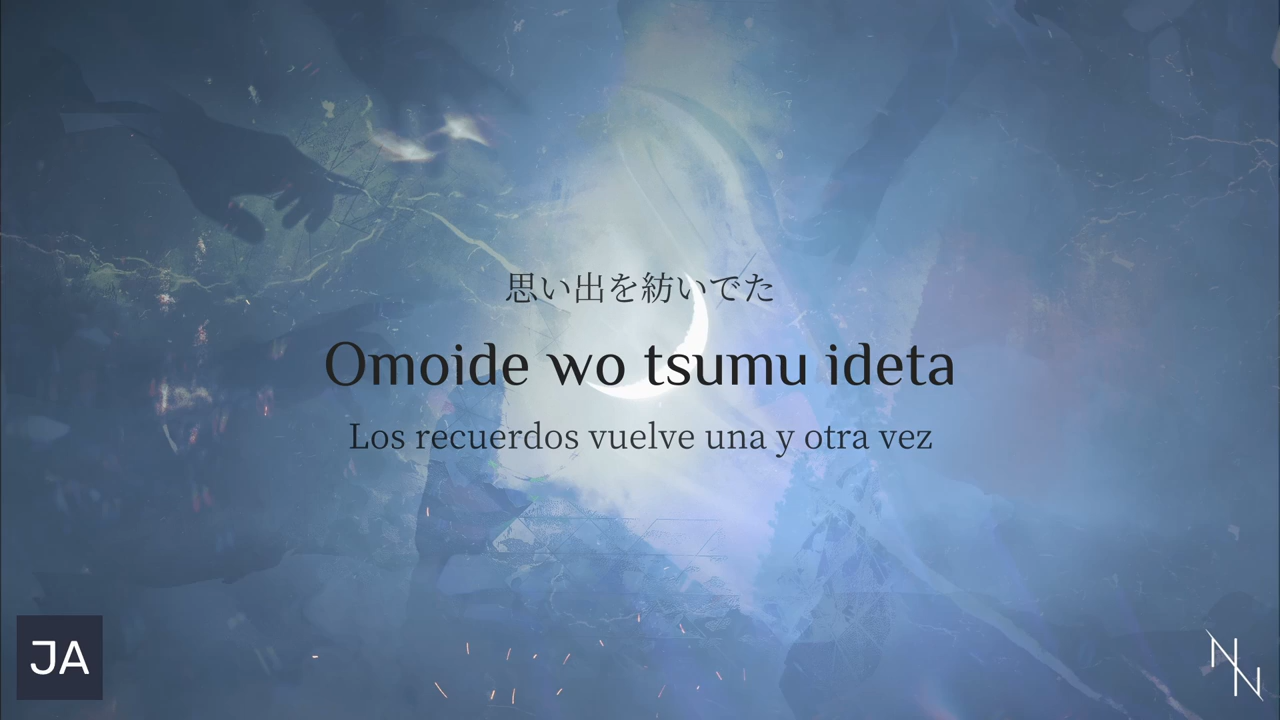 思い出を紡いでた
Omoide wo tsumu ideta
Los recuerdos vuelve una y otra vez
JA
NN